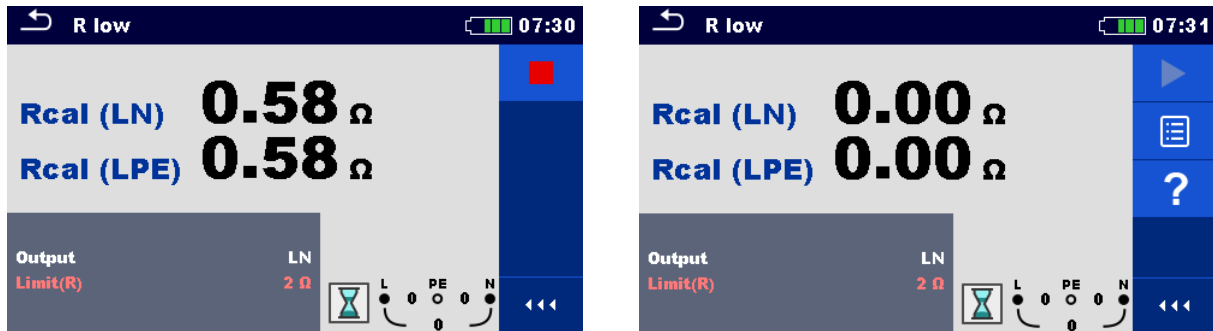 R low 07:30
Rcal (LN) 0.58 Ω
Rcal (LPE) 0.58 Ω
Output LN
Limit(R) 2 Ω
L PE N
0 0
0
R low 07:31
Rcal (LN) 0.00 Ω
Rcal (LPE) 0.00 Ω
?
Output LN
Limit(R) 2 Ω
L PE N
0 0
0